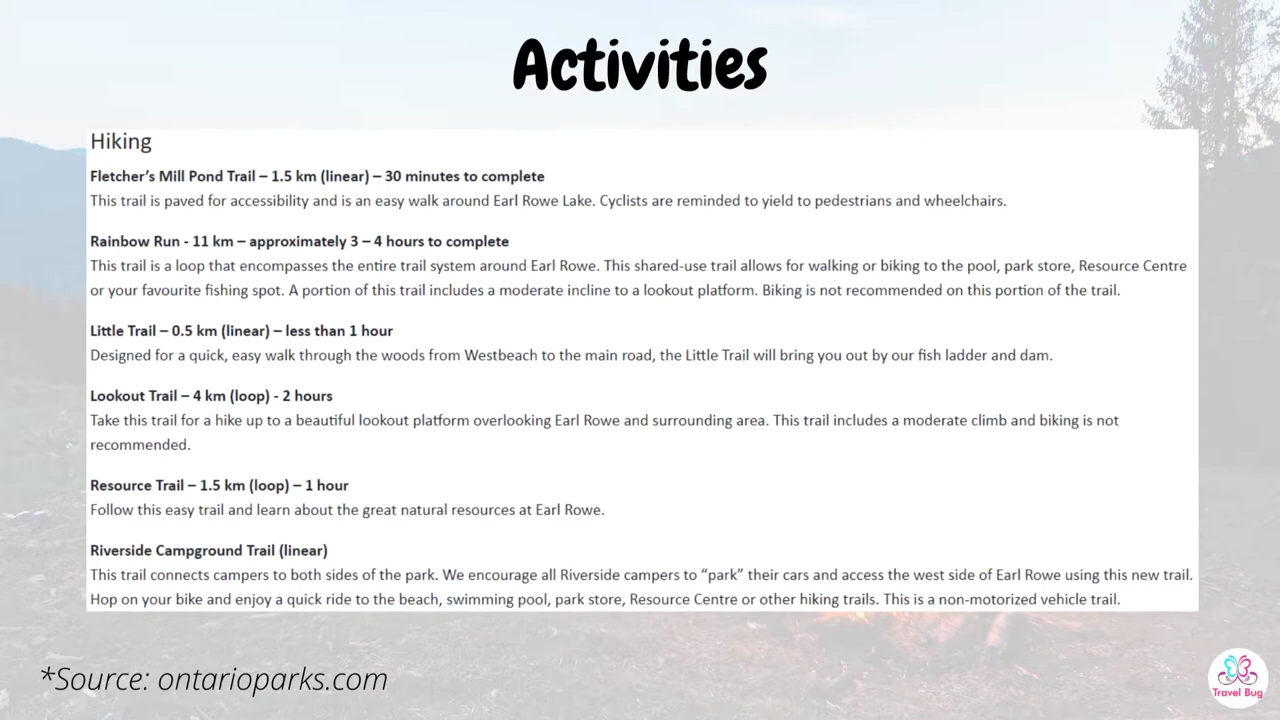 Activities
Hiking
Fletcher’s Mill Pond Trail – 1.5 km (linear) – 30 minutes to complete
This trail is paved for accessibility and is an easy walk around Earl Rowe Lake. Cyclists are reminded to yield to pedestrians and wheelchairs.
Rainbow Run - 11 km – approximately 3 – 4 hours to complete
This trail is a loop that encompasses the entire trail system around Earl Rowe. This shared-use trail allows for walking or biking to the pool, park store, Resource Centre
or your favourite fishing spot. A portion of this trail includes a moderate incline to a lookout platform. Biking is not recommended on this portion of the trail.
Little Trail – 0.5 km (linear) – less than 1 hour
Designed for a quick, easy walk through the woods from Westbeach to the main road, the Little Trail will bring you out by our fish ladder and dam.
Lookout Trail – 4 km (loop) - 2 hours
Take this trail for a hike up to a beautiful lookout platform overlooking Earl Rowe and surrounding area. This trail includes a moderate climb and biking is not
recommended.
Resource Trail – 1.5 km (loop) – 1 hour
Follow this easy trail and learn about the great natural resources at Earl Rowe.
Riverside Campground Trail (linear)
This trail connects campers to both sides of the park. We encourage all Riverside campers to “park” their cars and access the west side of Earl Rowe using this new trail.
Hop on your bike and enjoy a quick ride to the beach, swimming pool, park store, Resource Centre or other hiking trails. This is a non-motorized vehicle trail.
*Source: ontarioparks.com
Travel Bug